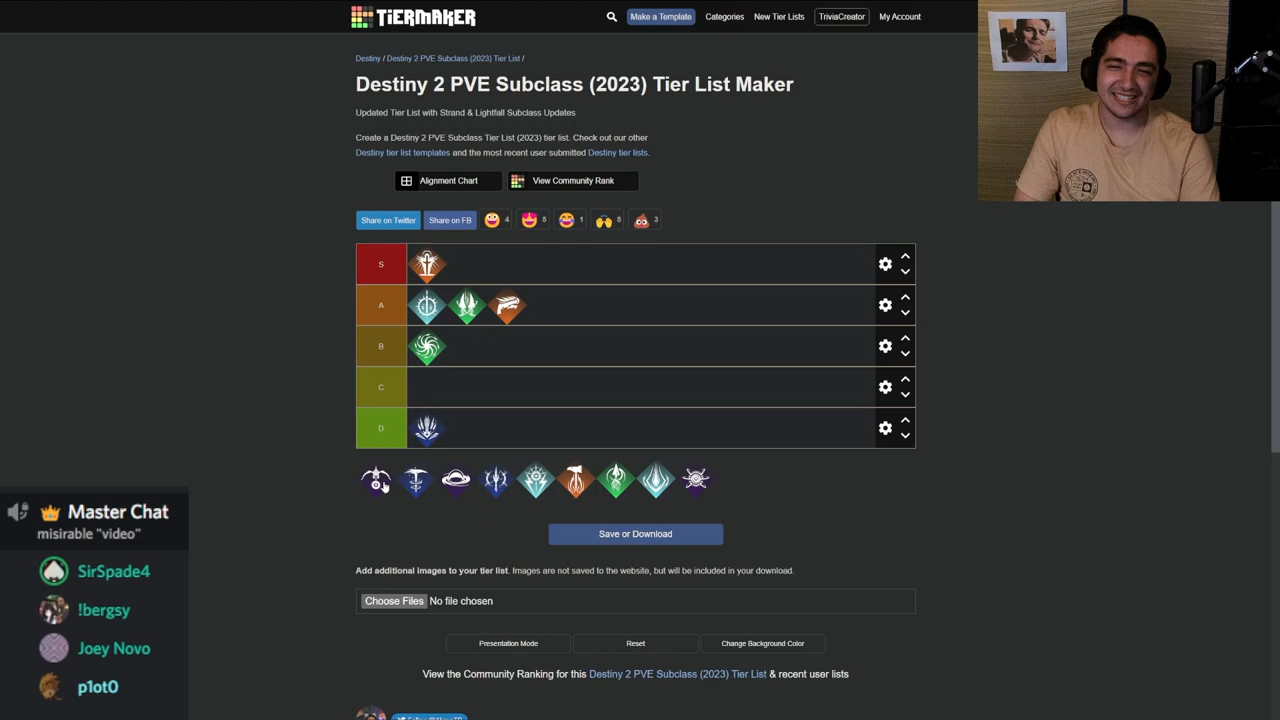 TIERMAKER
Make a Template
Categories
New Tier Lists
TriviaCreator
My Account
Destiny / Destiny 2 PVE Subclass (2023) Tier List /
Destiny 2 PVE Subclass (2023) Tier List Maker
Updated Tier List with Strand & Lightfall Subclass Updates
Create a Destiny 2 PVE Subclass Tier List (2023) tier list. Check out our other
Destiny tier list templates and the most recent user submitted Destiny tier lists.
Alignment Chart
View Community Rank
Share on Twitter
Share on FB
4
5
1
5
3
S
A
B
C
D
Save or Download
Add additional images to your tier list. Images are not saved to the website, but will be included in your download.
Choose Files No file chosen
Presentation Mode
Reset
Change Background Color
View the Community Ranking for this Destiny 2 PVE Subclass (2023) Tier List & recent user lists
Master Chat
misirable "video"
SirSpade4
!bergsy
Joey Novo
p1ot0